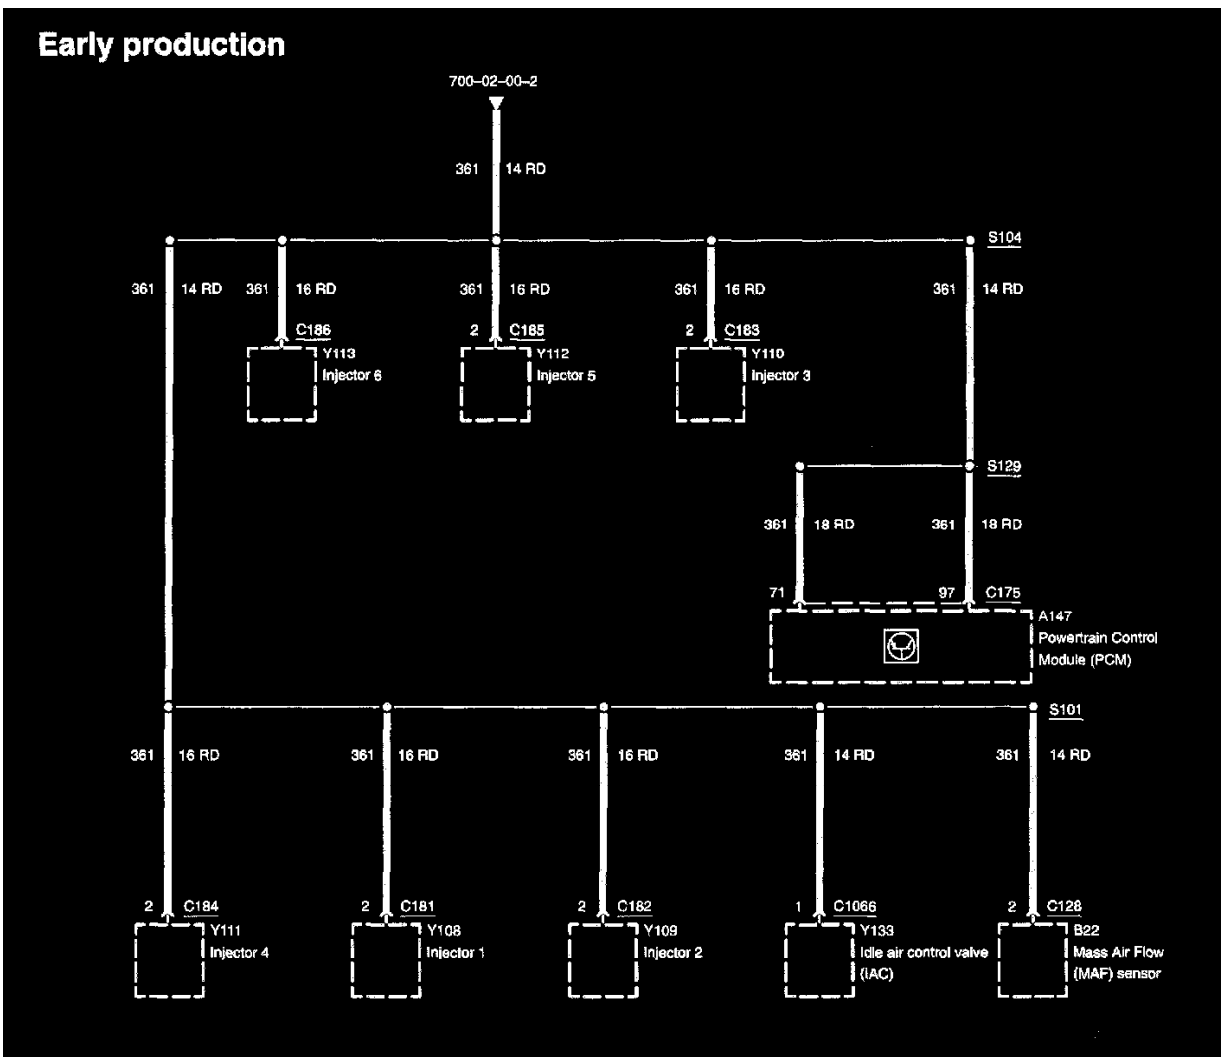 Early production
700–02–00–2
361 14 RD
S104
361 14 RD 361 16 RD 361 16 RD 361 16 RD 361 14 RD
C186 2 C185 2 C183
Y113 Y112 Y110
Injector 6 Injector 5 Injector 3
S129
361 18 RD 361 18 RD
71 97 C175
A147
Powertrain Control
Module (PCM)
S101
361 16 RD 361 16 RD 361 16 RD 361 14 RD 361 14 RD
2 C184 2 C181 2 C182 1 C1066 2 C128
Y111 Y108 Y109 Y133 B22
Injector 4 Injector 1 Injector 2 Idle air control valve Mass Air Flow
(IAC) (MAF) sensor